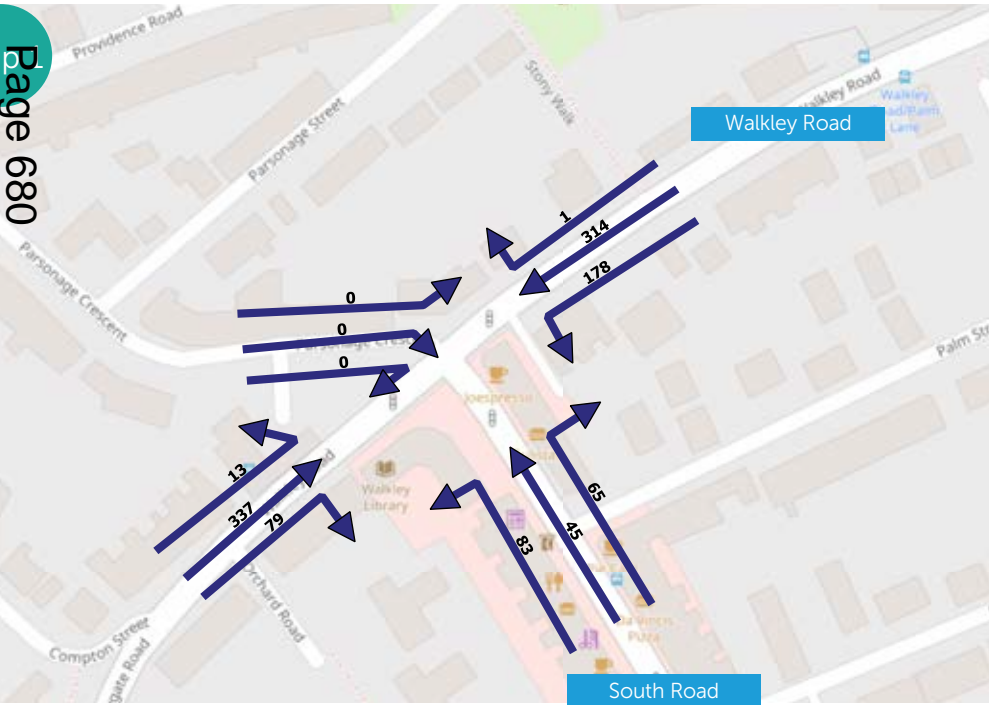 Page 680
Providence Road
Stony Walk
Walkley Road
Walkley Road
Walkley
Lane
Parsonage Street
1
314
178
Parsonage Crescent
0
0
0
Palm
Joespresso
13
337
79
Walkley
Library
65
45
83
Orchard Road
Compton Street
gate Road
Pizza
South Road